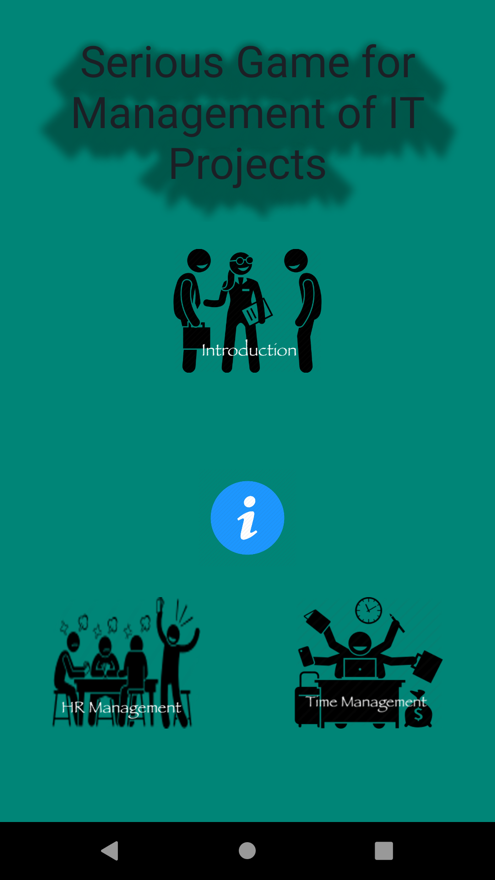 Serious Game for
Management of IT
Projects
Introduction
i
HR Management
Time Management
$